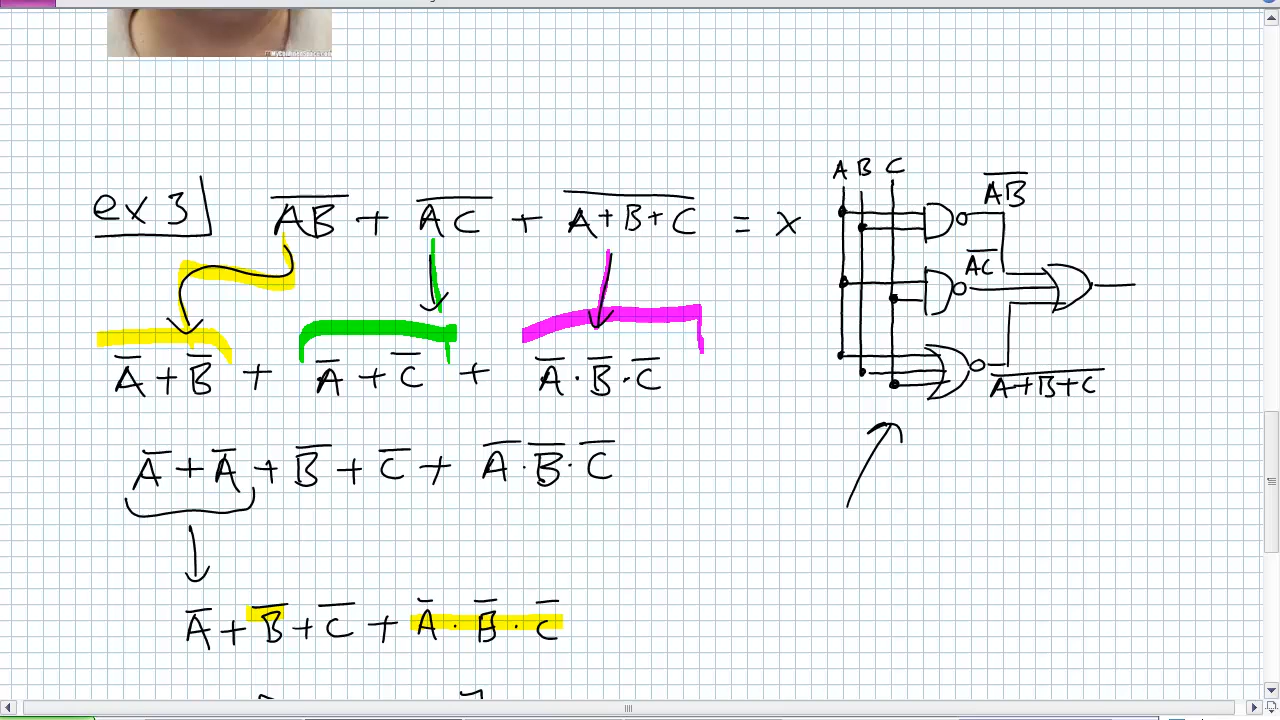 ex 3 A̅B̅ + A̅C̅ + A̅+̅B̅+̅C̅ = x
A̅ + B̅ + A̅ + C̅ + A̅ · B̅ · C̅
A̅ + A̅ + B̅ + C̅ + A̅ · B̅ · C̅
A̅ + B̅ + C̅ + A̅ · B̅ · C̅
A B C
A̅B̅
A̅C̅
A̅+̅B̅+̅C̅